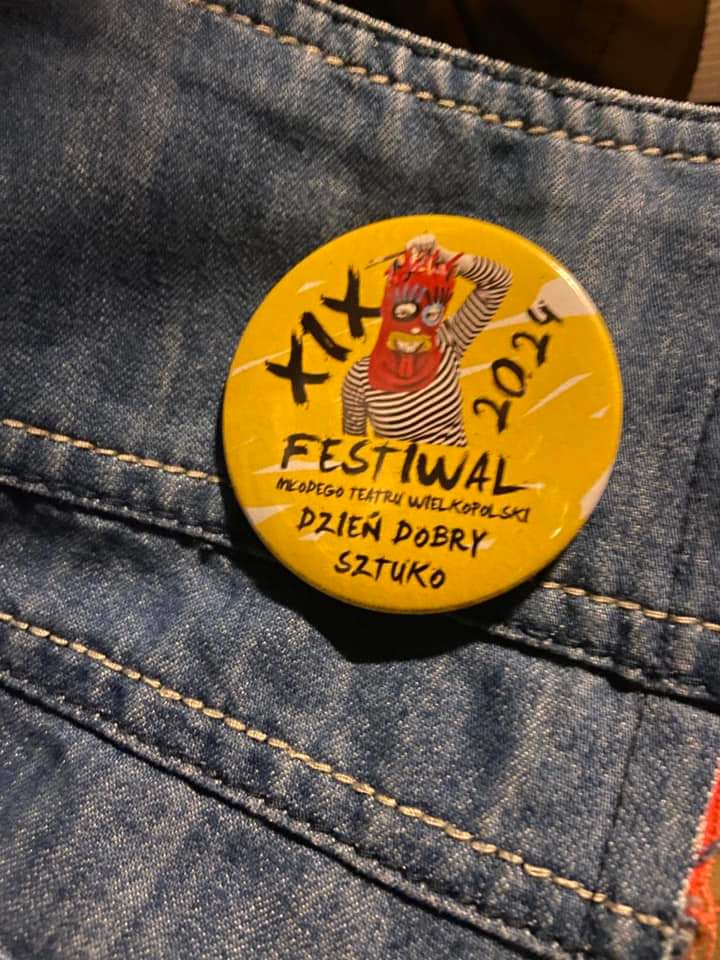 XIX
2024
FESTIWAL
MŁODEGO TEATRU WIELKOPOLSKI
DZIEŃ DOBRY
SZTUKO